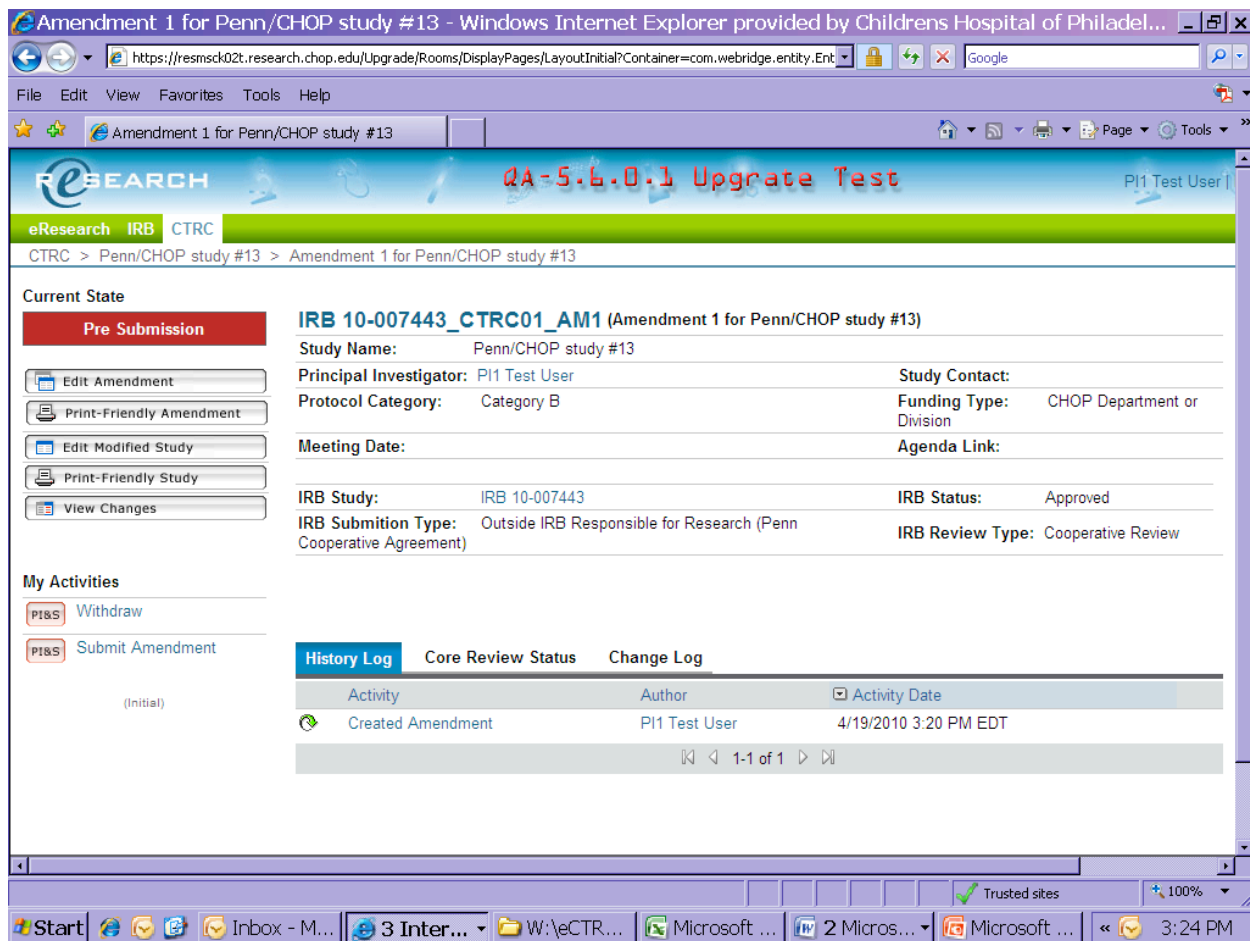 Amendment 1 for Penn/CHOP study #13 - Windows Internet Explorer provided by Childrens Hospital of Philadel...
https://resmsck02t.research.chop.edu/Upgrade/Rooms/DisplayPages/LayoutInitial?Container=com.webridge.entity.Ent
Google
File Edit View Favorites Tools Help
Amendment 1 for Penn/CHOP study #13
Page Tools »
ReSEARCH QA-5.6.0.1 Upgrate Test PI1 Test User |
eResearch IRB CTRC
CTRC > Penn/CHOP study #13 > Amendment 1 for Penn/CHOP study #13
Current State
Pre Submission
Edit Amendment
Print-Friendly Amendment
Edit Modified Study
Print-Friendly Study
View Changes
My Activities
PI&S Withdraw
PI&S Submit Amendment
(Initial)
IRB 10-007443_CTRC01_AM1 (Amendment 1 for Penn/CHOP study #13)
Study Name: Penn/CHOP study #13
Principal Investigator: PI1 Test User Study Contact:
Protocol Category: Category B Funding Type: CHOP Department or
Division
Meeting Date: Agenda Link:
IRB Study: IRB 10-007443 IRB Status: Approved
IRB Submition Type: Outside IRB Responsible for Research (Penn
Cooperative Agreement) IRB Review Type: Cooperative Review
History Log Core Review Status Change Log
Activity Author Activity Date
Created Amendment PI1 Test User 4/19/2010 3:20 PM EDT
1-1 of 1
Trusted sites 100%
Start Inbox - M... 3 Inter... W:\eCTR... Microsoft ... 2 Micros... Microsoft ... « 3:24 PM